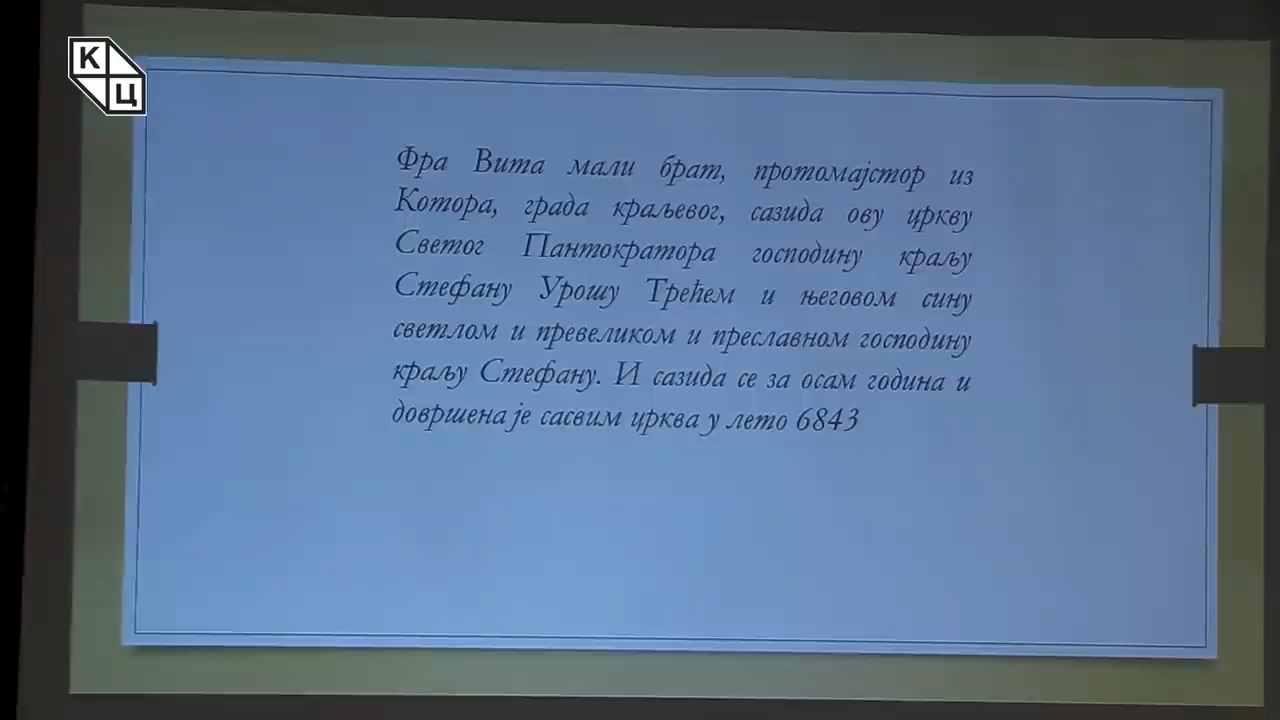 К
Ц
Фра Вита мали брат, протомајстор из
Котора, града краљевог, сазида ову цркву
Светог Пантократора господину краљу
Стефану Урошу Трећем и његовом сину
светлом и превеликом и преславном господину
краљу Стефану. И сазида се за осам година и
довршена је сасвим црква у лето 6843